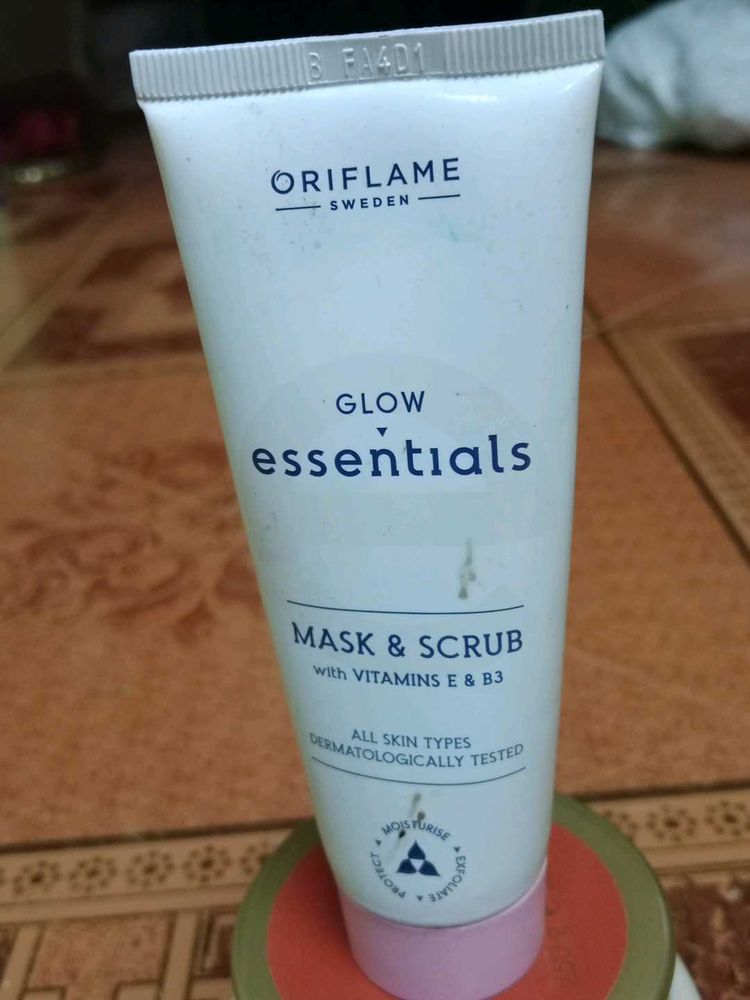 B FA4D1
ORIFLAME
SWEDEN
GLOW
essentials
MASK & SCRUB
with VITAMINS E & B3
ALL SKIN TYPES
DERMATOLOGICALLY TESTED
MOISTURISE
EXFOLIATE
PROTECT